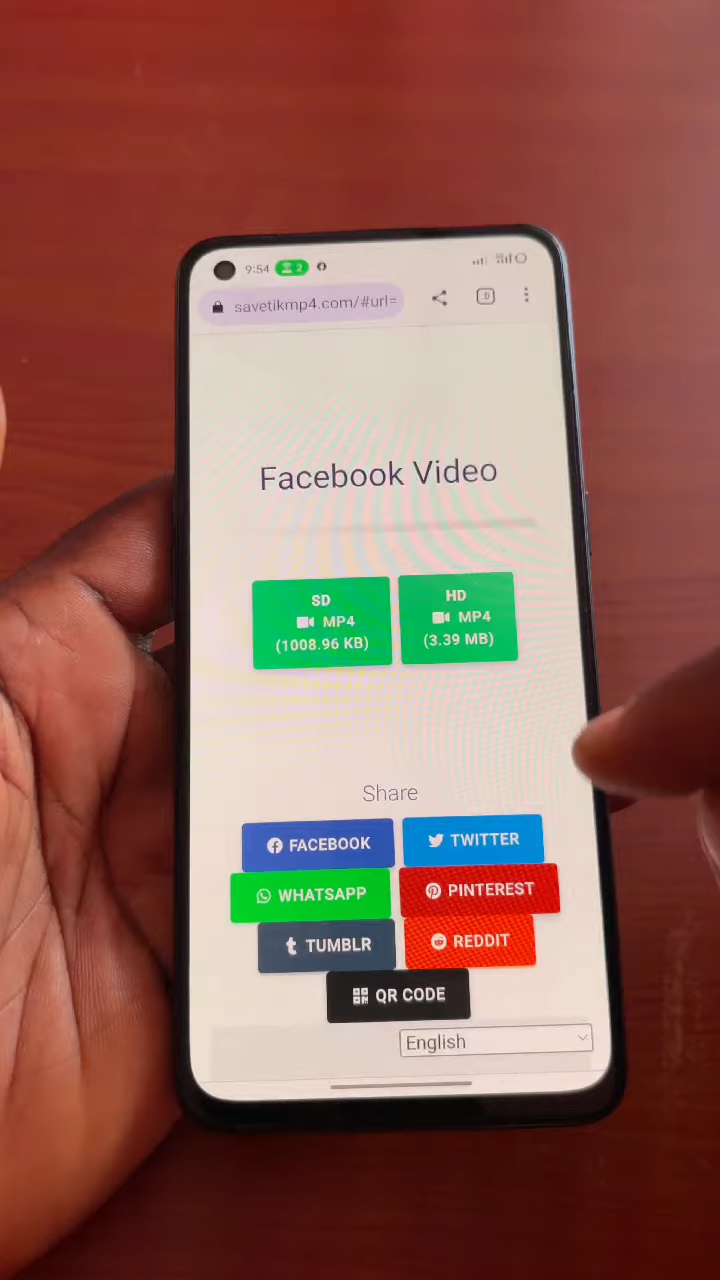 9:54 2
savetikmp4.com/#url=
:D
Facebook Video
SD
MP4
(1008.96 KB)
HD
MP4
(3.39 MB)
Share
FACEBOOK
TWITTER
WHATSAPP
PINTEREST
TUMBLR
REDDIT
QR CODE
English